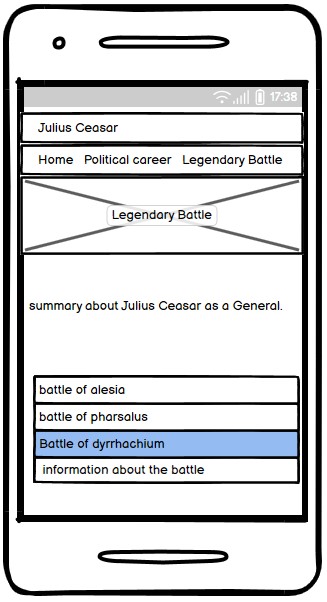 17:38
Julius Ceasar
Home Political career Legendary Battle
Legendary Battle
summary about Julius Ceasar as a General.
battle of alesia
battle of pharsalus
Battle of dyrrhachium
information about the battle